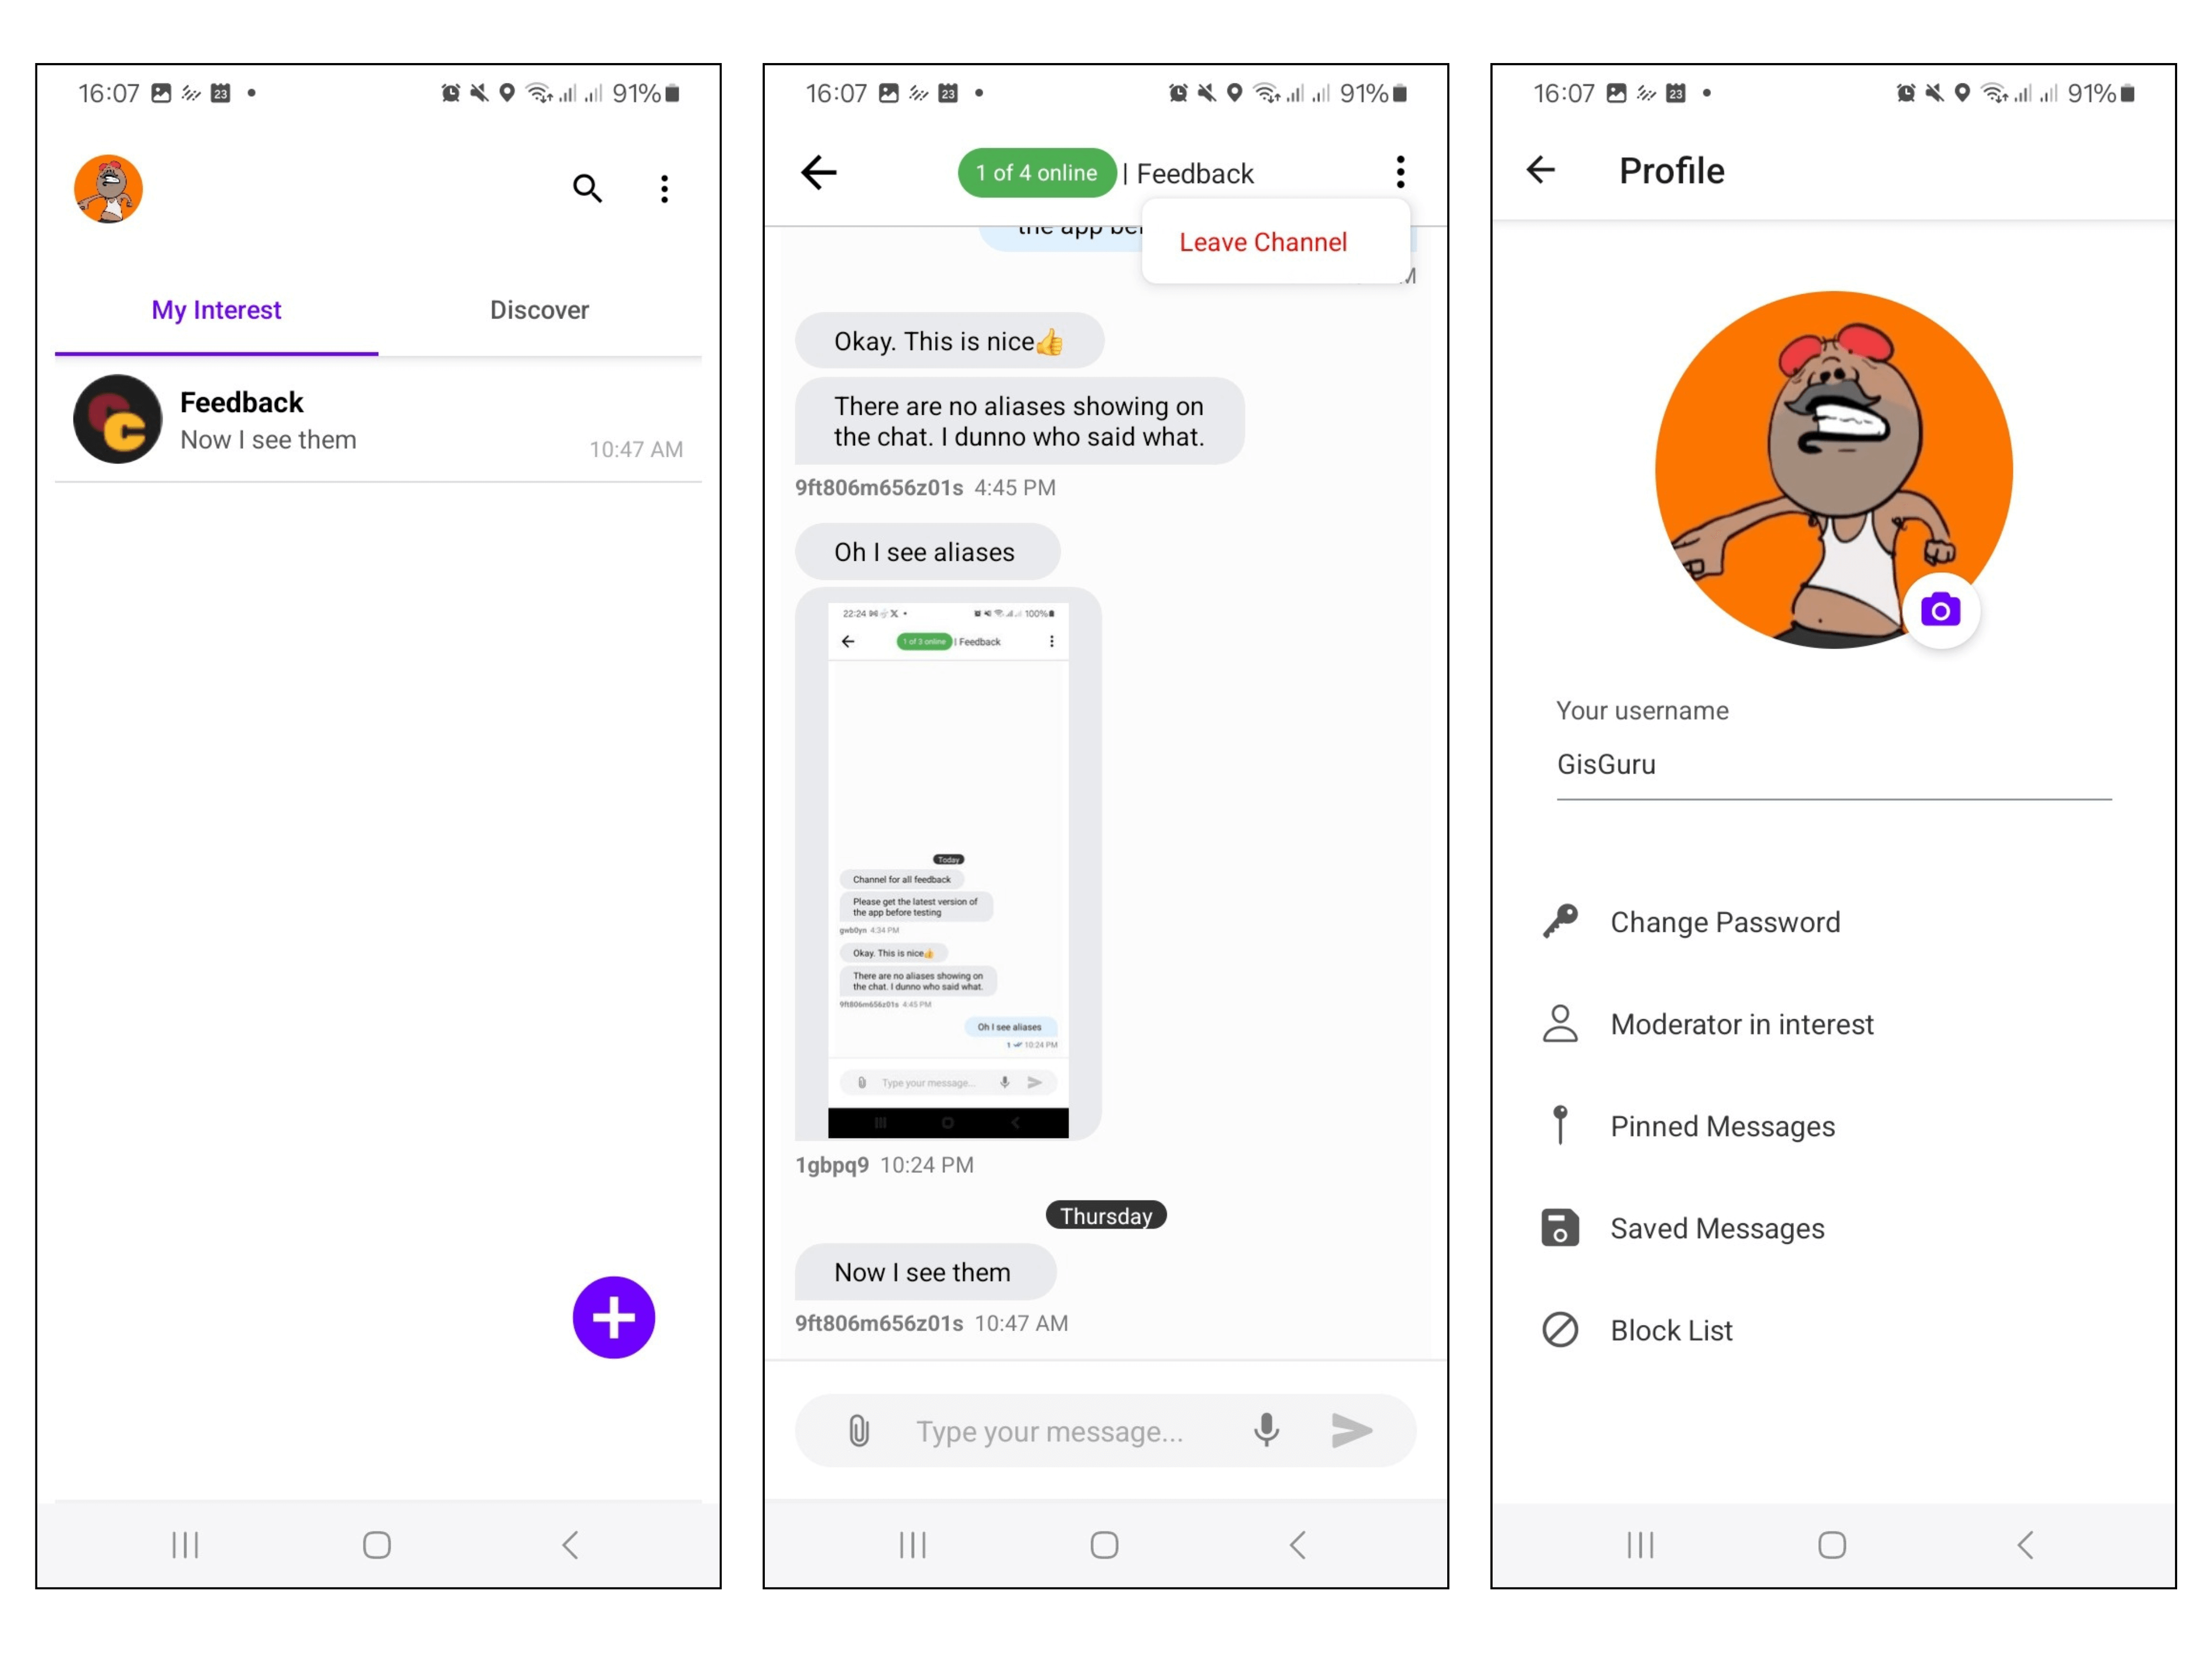 16:07 23 91%
My Interest Discover
Feedback
Now I see them
10:47 AM
16:07 23 91%
1 of 4 online | Feedback
Leave Channel
the app
M
Okay. This is nice👍
There are no aliases showing on
the chat. I dunno who said what.
9ft806m656z01s 4:45 PM
Oh I see aliases
22:24 100%
1 of 3 online | Feedback
Today
Channel for all feedback
Please get the latest version of
the app before testing
gwb0yn 4:34 PM
Okay. This is nice👍
There are no aliases showing on
the chat. I dunno who said what.
9ft806m656z01s 4:45 PM
Oh I see aliases
1 10:24 PM
Type your message...
1gbpq9 10:24 PM
Thursday
Now I see them
9ft806m656z01s 10:47 AM
Type your message...
16:07 23 91%
Profile
Your username
GisGuru
Change Password
Moderator in interest
Pinned Messages
Saved Messages
Block List